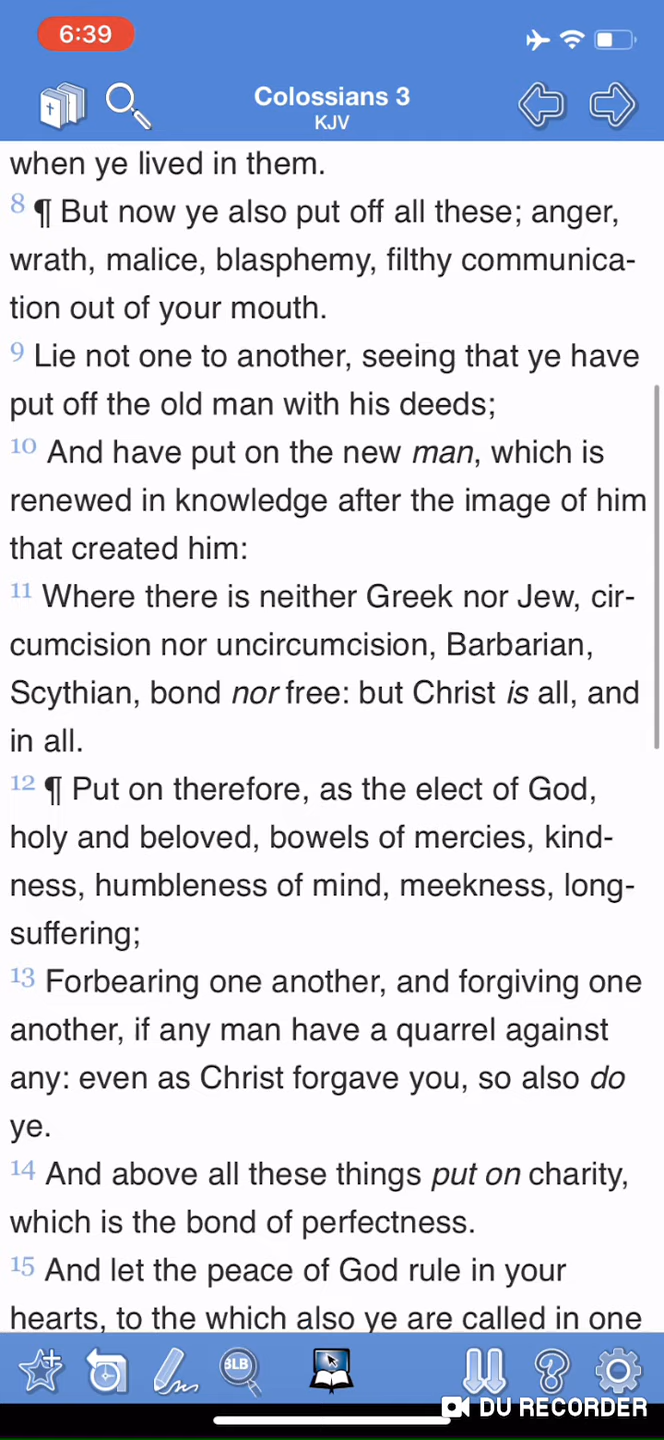 6:39
Colossians 3
KJV
when ye lived in them.
8 ¶ But now ye also put off all these; anger,
wrath, malice, blasphemy, filthy communica-
tion out of your mouth.
9 Lie not one to another, seeing that ye have
put off the old man with his deeds;
10 And have put on the new man, which is
renewed in knowledge after the image of him
that created him:
11 Where there is neither Greek nor Jew, cir-
cumcision nor uncircumcision, Barbarian,
Scythian, bond nor free: but Christ is all, and
in all.
12 ¶ Put on therefore, as the elect of God,
holy and beloved, bowels of mercies, kind-
ness, humbleness of mind, meekness, long-
suffering;
13 Forbearing one another, and forgiving one
another, if any man have a quarrel against
any: even as Christ forgave you, so also do
ye.
14 And above all these things put on charity,
which is the bond of perfectness.
15 And let the peace of God rule in your
hearts, to the which also ye are called in one
BLB
DU RECORDER